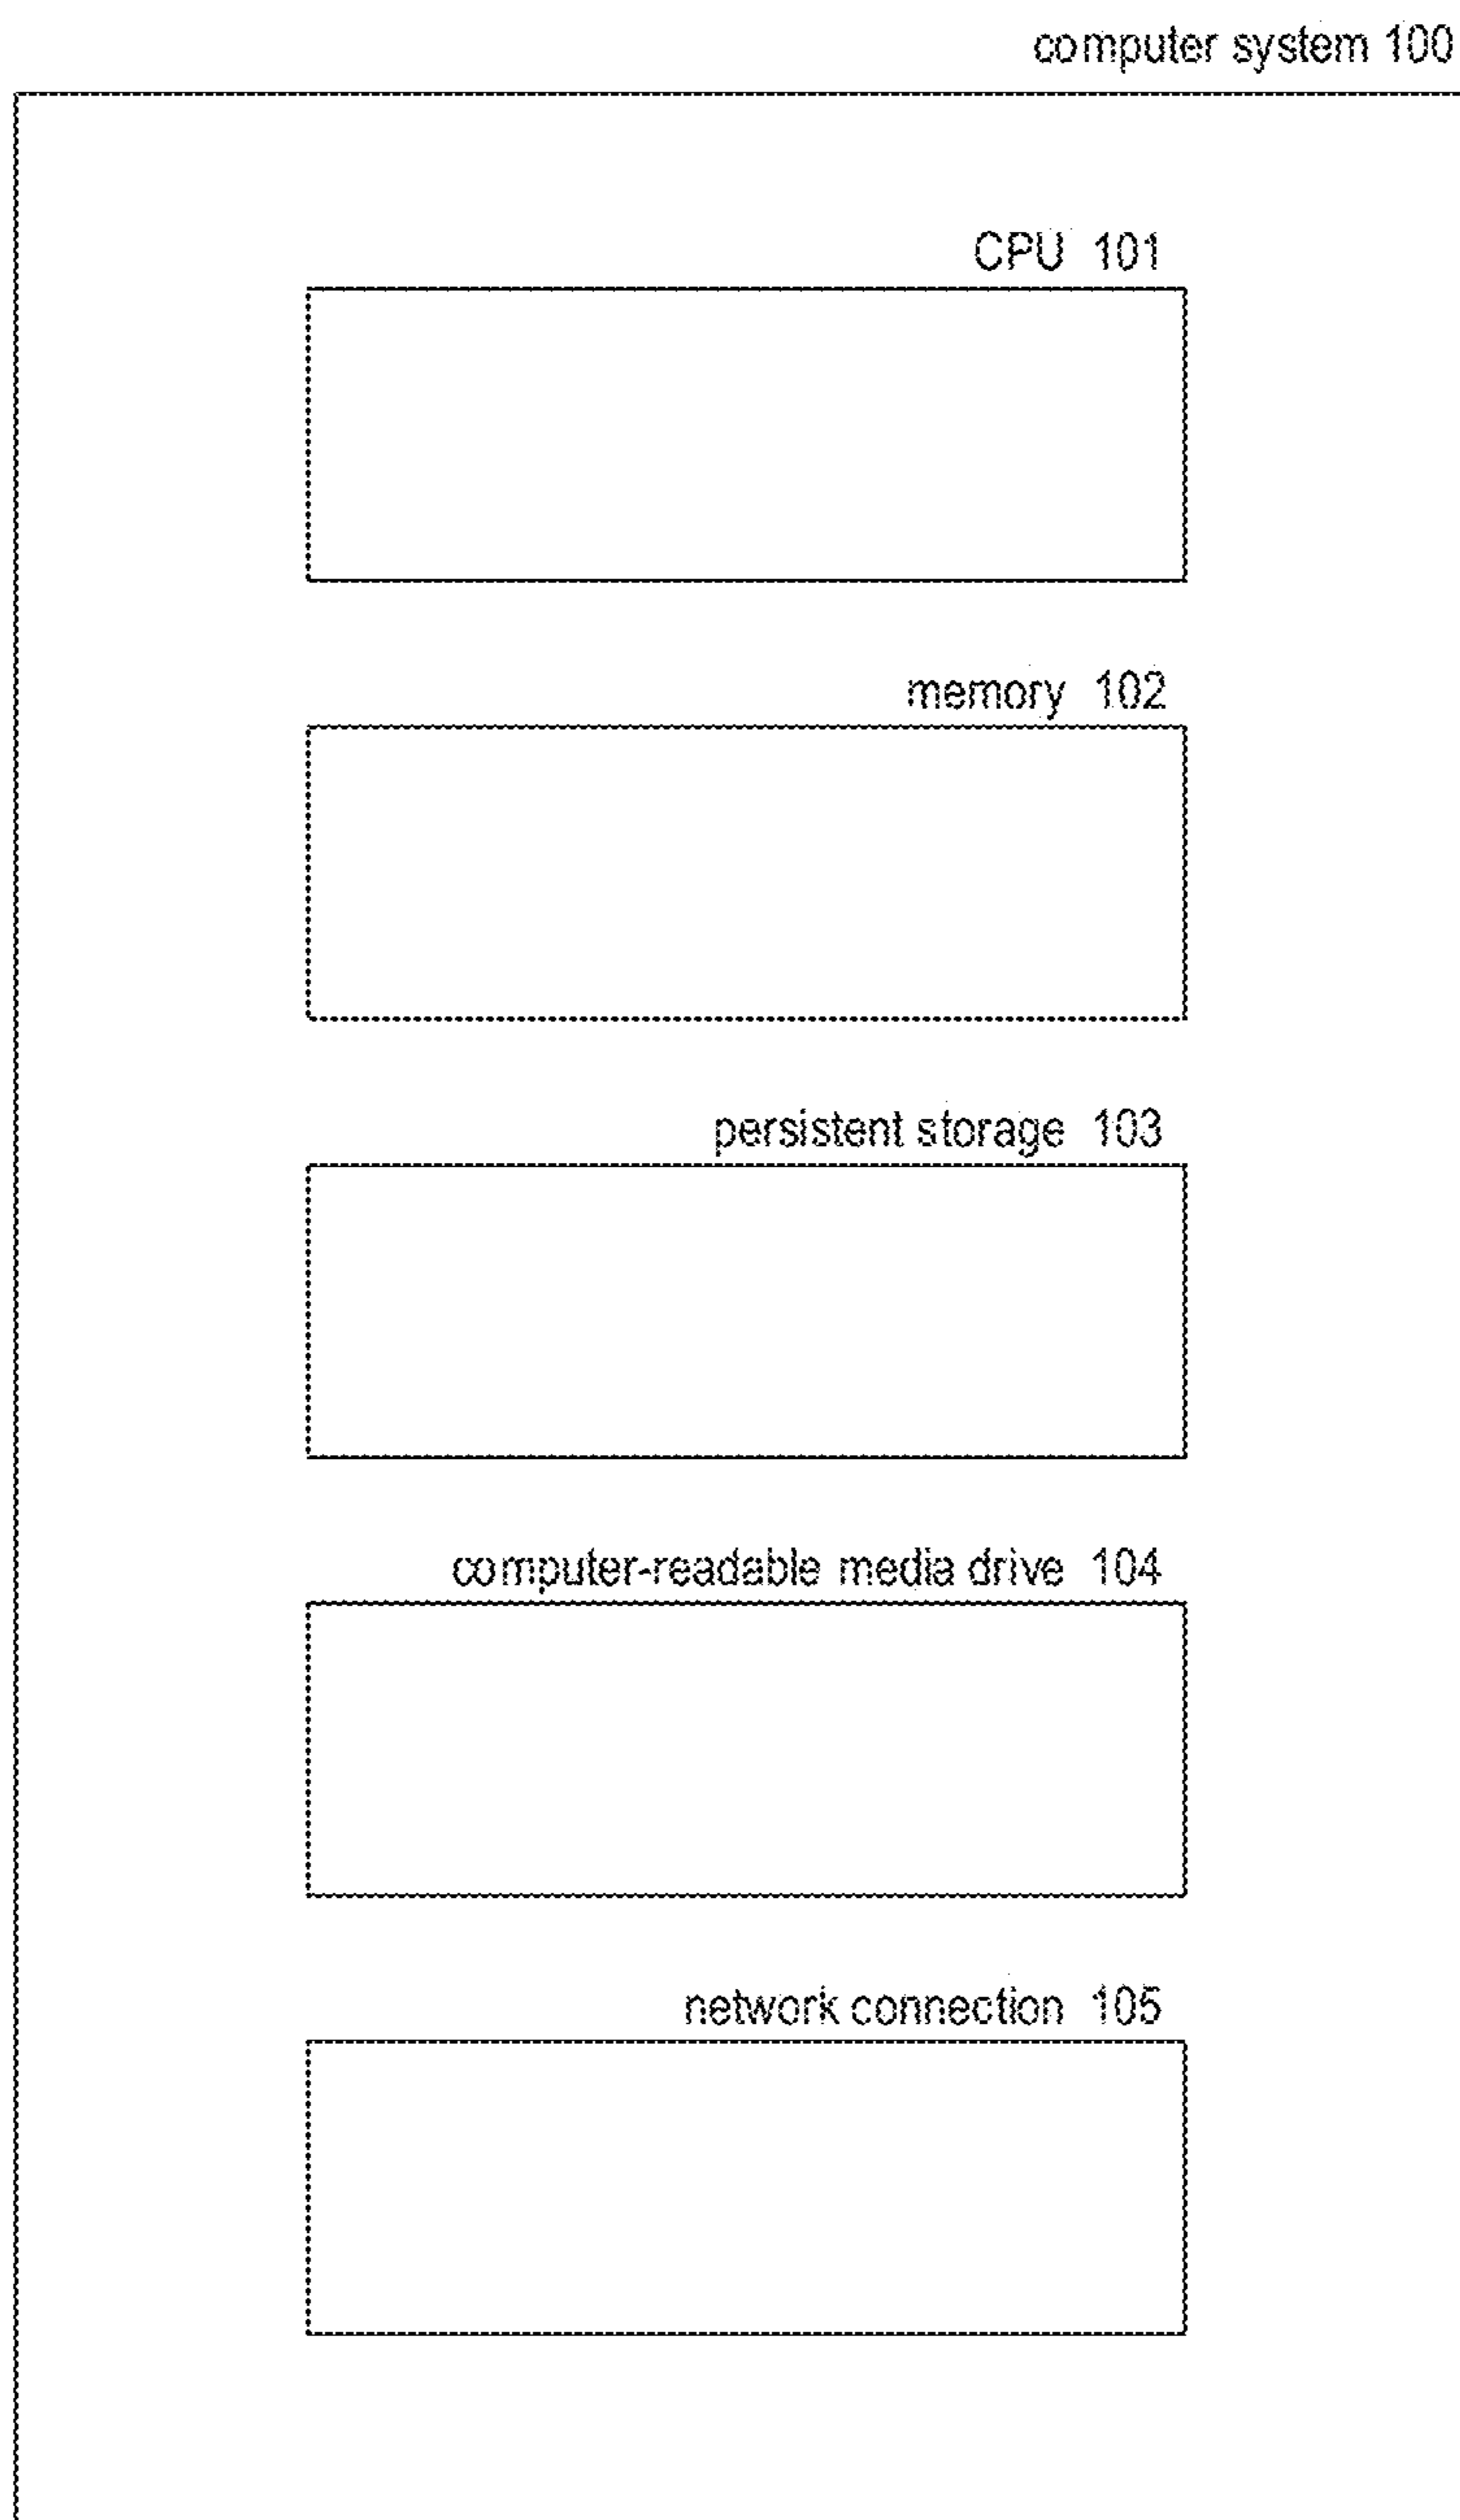 computer system 100
CPU 101
memory 102
persistent storage 103
computer-readable media drive 104
network connection 105